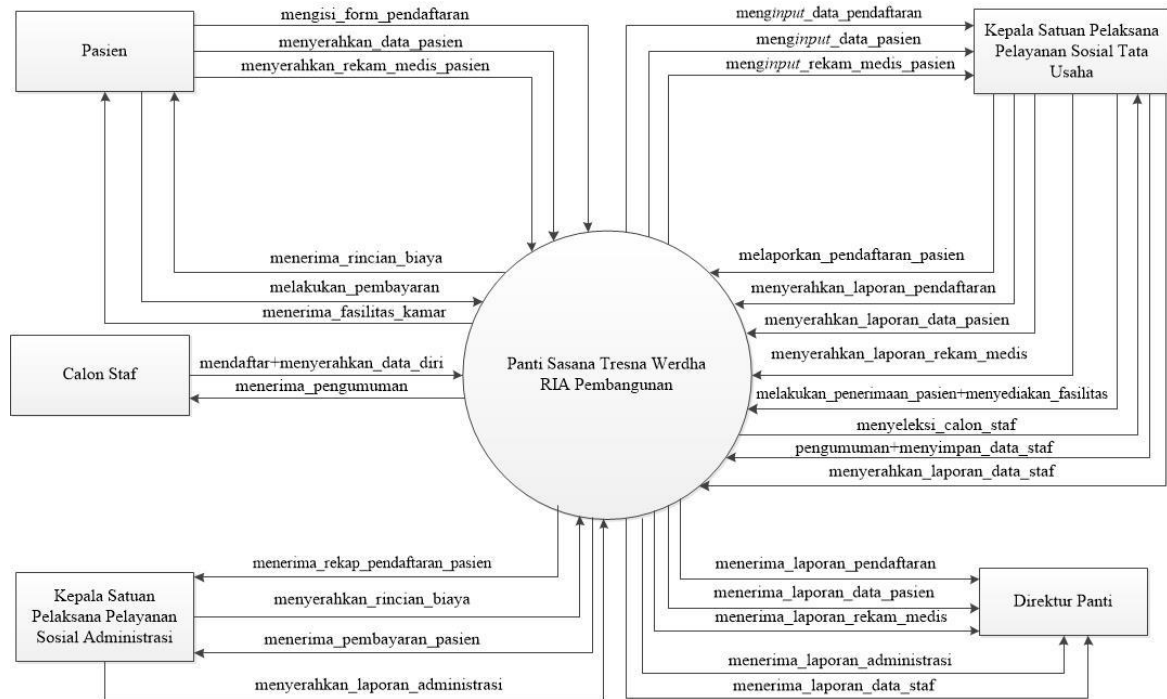 mengisi_form_pendaftaran
menyerahkan_data_pasien
menyerahkan_rekam_medis_pasien
Pasien
menginput_data_pendaftaran
menginput_data_pasien
menginput_rekam_medis_pasien
Kepala Satuan Pelaksana
Pelayanan Sosial Tata
Usaha
menerima_rincian_biaya
melakukan_pembayaran
menerima_fasilitas_kamar
melaporkan_pendaftaran_pasien
menyerahkan_laporan_pendaftaran
menyerahkan_laporan_data_pasien
menyerahkan_laporan_rekam_medis
melakukan_penerimaan_pasien+menyediakan_fasilitas
menyeleksi_calon_staf
pengumuman+menyimpan_data_staf
menyerahkan_laporan_data_staf
Calon Staf
mendaftar+menyerahkan_data_diri
menerima_pengumuman
Panti Sasana Tresna Werdha
RIA Pembangunan
menerima_rekap_pendaftaran_pasien
menyerahkan_rincian_biaya
menerima_pembayaran_pasien
menyerahkan_laporan_administrasi
Kepala Satuan
Pelaksana Pelayanan
Sosial Administrasi
menerima_laporan_pendaftaran
menerima_laporan_data_pasien
menerima_laporan_rekam_medis
menerima_laporan_administrasi
menerima_laporan_data_staf
Direktur Panti